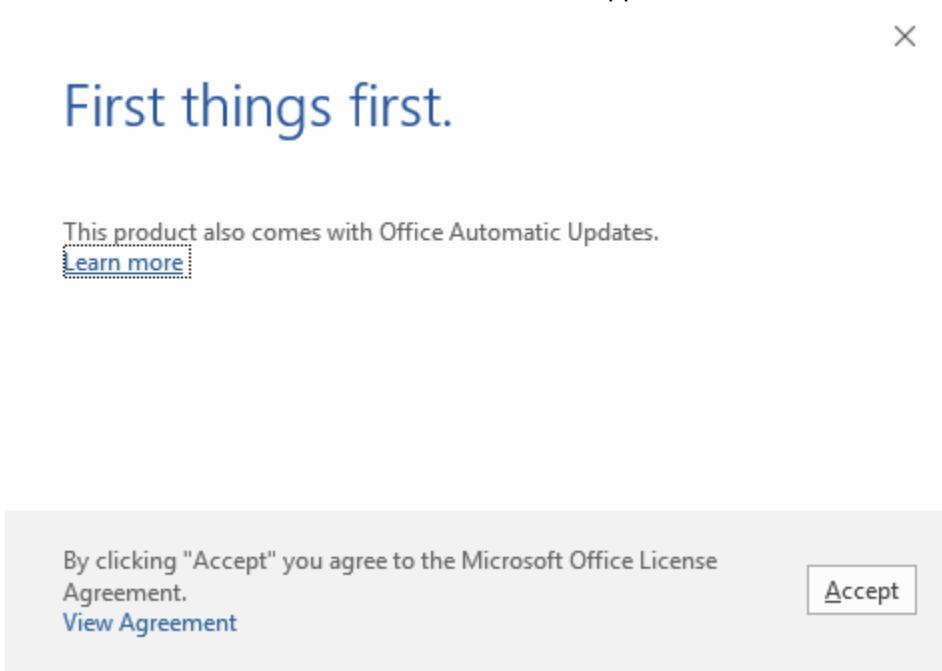 First things first.
This product also comes with Office Automatic Updates.
Learn more
By clicking "Accept" you agree to the Microsoft Office License
Agreement.
View Agreement
Accept